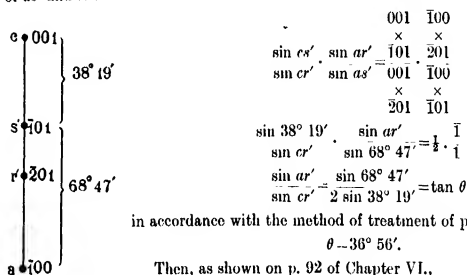 c 001
38° 19′
s′ 1̄01
r′ 2̄01
68° 47′
a 1̄00
001 1̄00
× ×
sin cs′/sin cr′ · sin ar′/sin as′ = 1̄01/001 · 2̄01/1̄00
× ×
2̄01 1̄01
sin 38° 19′/sin cr′ · sin ar′/sin 68° 47′ = ½ · 1̄/1̄
sin ar′/sin cr′ = sin 68° 47′/2 sin 38° 19′ = tan θ
in accordance with the method of treatment of p
θ – 36° 56′.
Then, as shown on p. 92 of Chapter VI.,